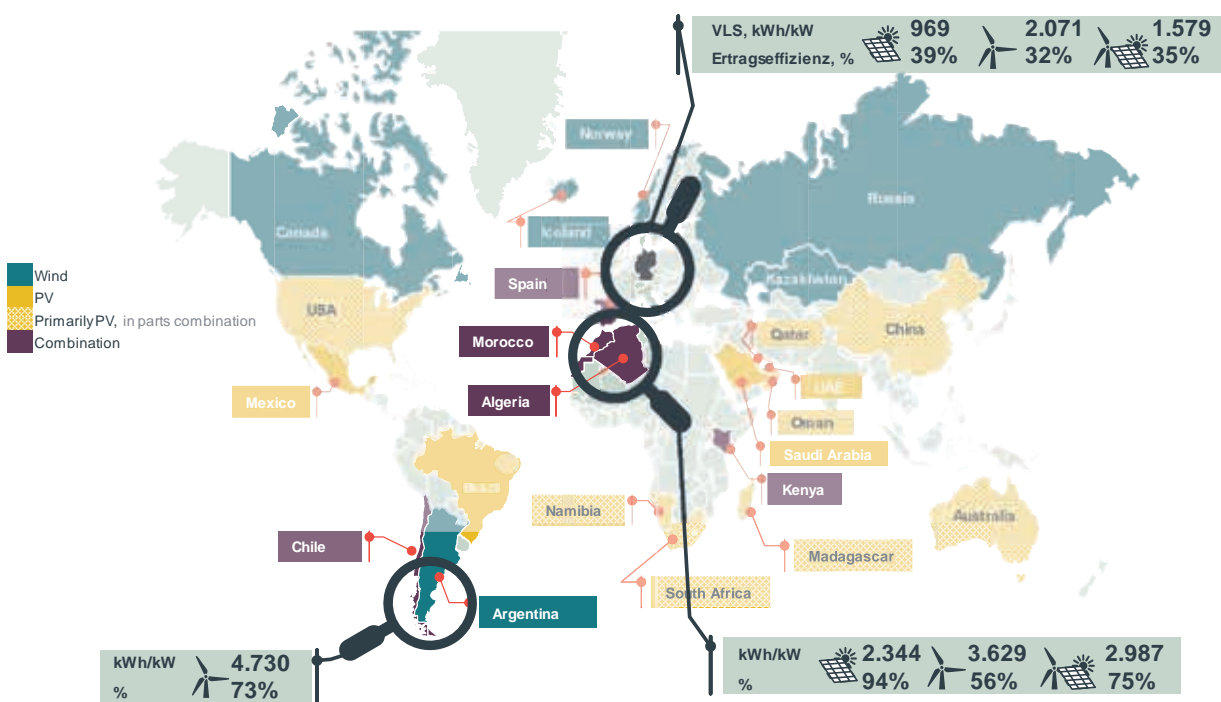 VLS, kWh/kW 969 2.071 1.579
Ertragseffizienz, % 39% 32% 35%
Norway
Russia
Iceland
Canada
Wind
PV
Primarily PV, in parts combination
Combination
Spain
Kazakhstan
USA
Qatar
China
Morocco
UAE
Mexico
Algeria
Oman
Saudi Arabia
Kenya
Namibia
Australia
Chile
Madagascar
South Africa
Argentina
kWh/kW 4.730
% 73%
kWh/kW 2.344 3.629 2.987
% 94% 56% 75%